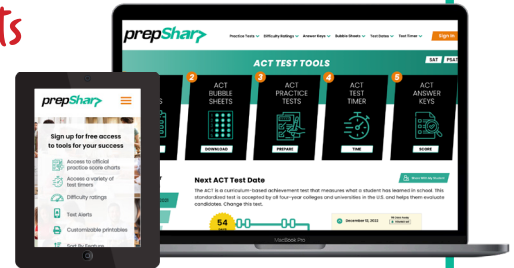 ts
prepSharp
Practice Tests Difficulty Ratings Answer Keys Bubble Sheets Test Dates Test Timer Sign In
ACT TEST TOOLS
SAT PSAT
2
ACT
BUBBLE
SHEETS
DOWNLOAD
3
ACT
PRACTICE
TESTS
PREPARE
4
ACT
TEST
TIMER
TIME
5
ACT
ANSWER
KEYS
SCORE
Next ACT Test Date
The ACT is a curriculum-based achievement test that measures what a student has learned in school. This
standardized test is accepted by all four-year colleges and universities in the U.S. and helps them evaluate
candidates. Change this text.
54
December 10, 2022
MacBook Pro
prepSharp
Sign up for free access
to tools for your success
Access to official
practice score charts
Access a variety of
test timers
Difficulty ratings
Test Alerts
Customizable printables
Sort By Feature